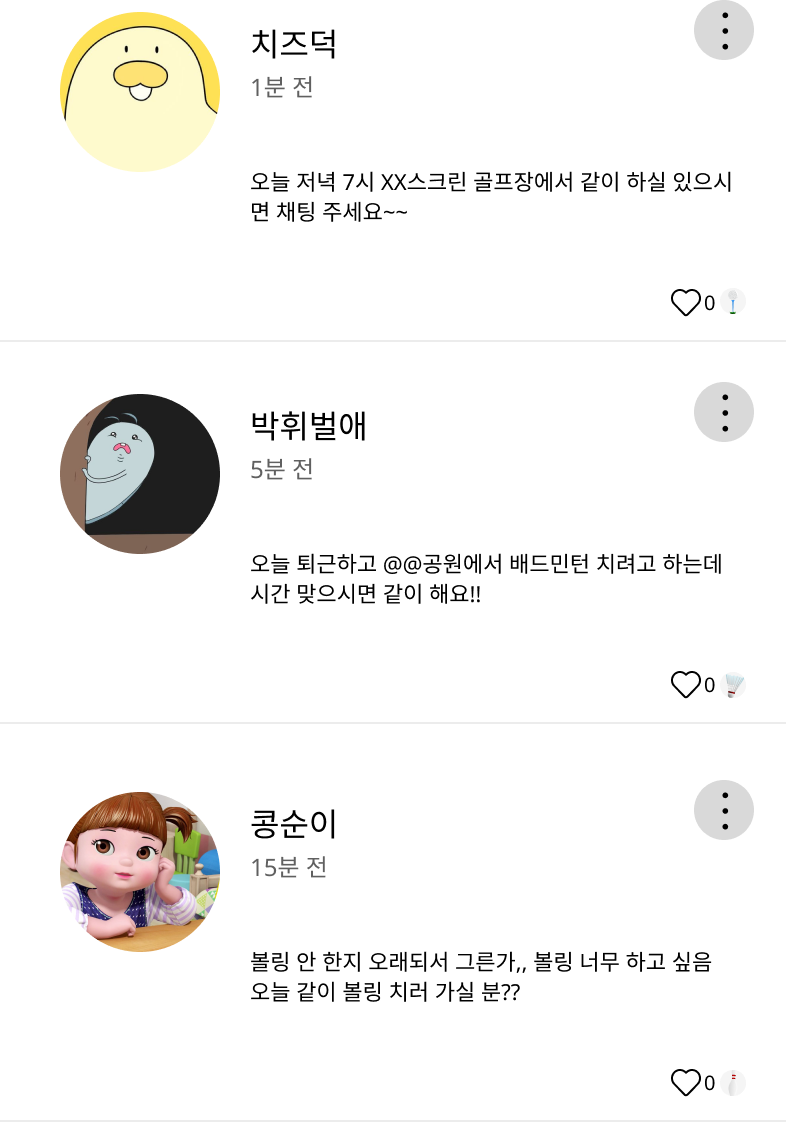 치즈덕
1분 전
오늘 저녁 7시 XX스크린 골프장에서 같이 하실 있으시
면 채팅 주세요~~
0
박휘벌애
5분 전
오늘 퇴근하고 @@공원에서 배드민턴 치려고 하는데
시간 맞으시면 같이 해요!!
0
콩순이
15분 전
볼링 안 한지 오래되서 그른가,, 볼링 너무 하고 싶음
오늘 같이 볼링 치러 가실 분??
0